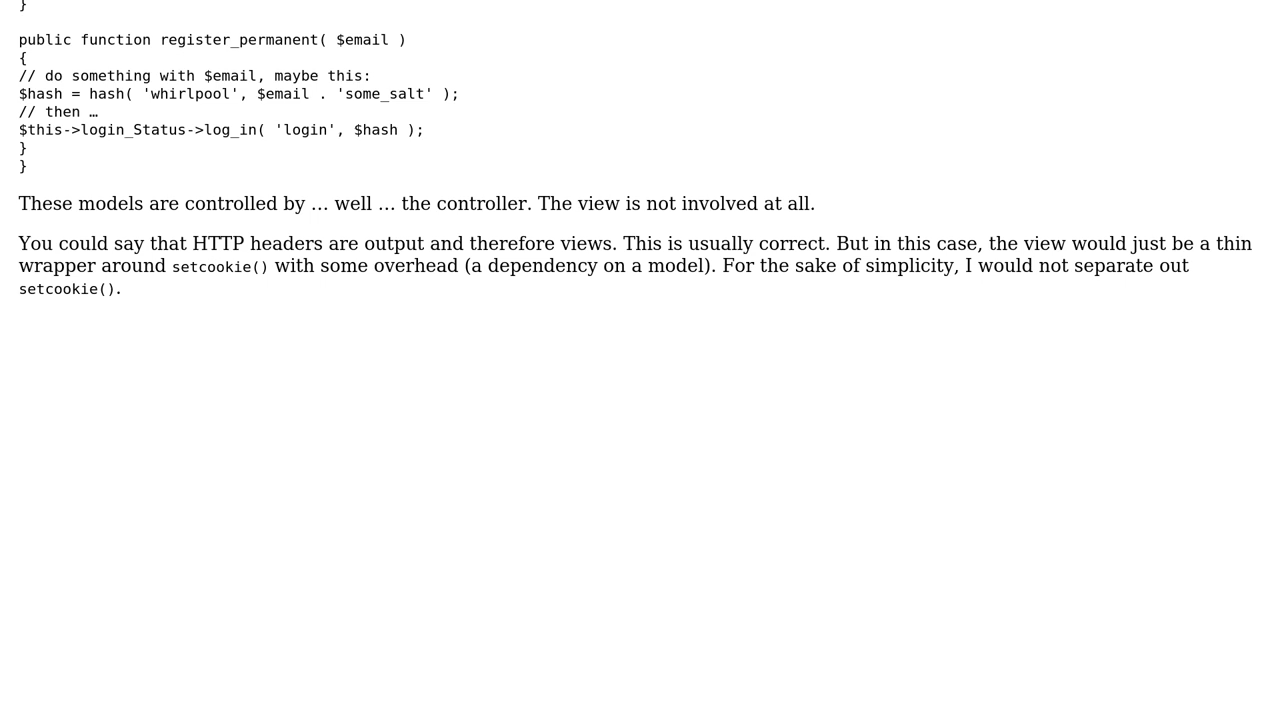 }
public function register_permanent( $email )
{
// do something with $email, maybe this:
$hash = hash( 'whirlpool', $email . 'some_salt' );
// then …
$this->login_Status->log_in( 'login', $hash );
}
}
These models are controlled by … well … the controller. The view is not involved at all.
You could say that HTTP headers are output and therefore views. This is usually correct. But in this case, the view would just be a thin
wrapper around setcookie() with some overhead (a dependency on a model). For the sake of simplicity, I would not separate out
setcookie().